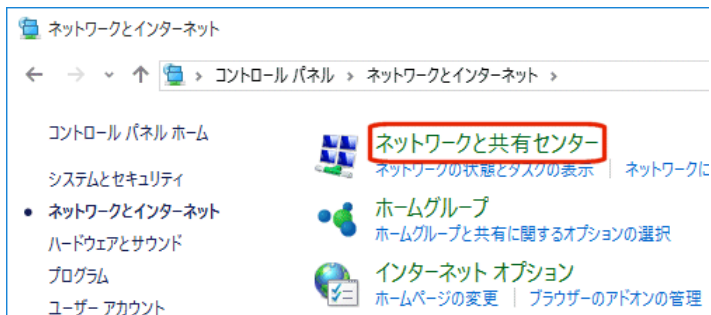 ネットワークとインターネット
コントロール パネル › ネットワークとインターネット ›
コントロール パネル ホーム
システムとセキュリティ
ネットワークとインターネット
ハードウェアとサウンド
プログラム
ユーザー アカウント
ネットワークと共有センター
ネットワークの状態とタスクの表示 | ネットワークに
ホームグループ
ホームグループと共有に関するオプションの選択
インターネット オプション
ホームページの変更 | ブラウザーのアドオンの管理